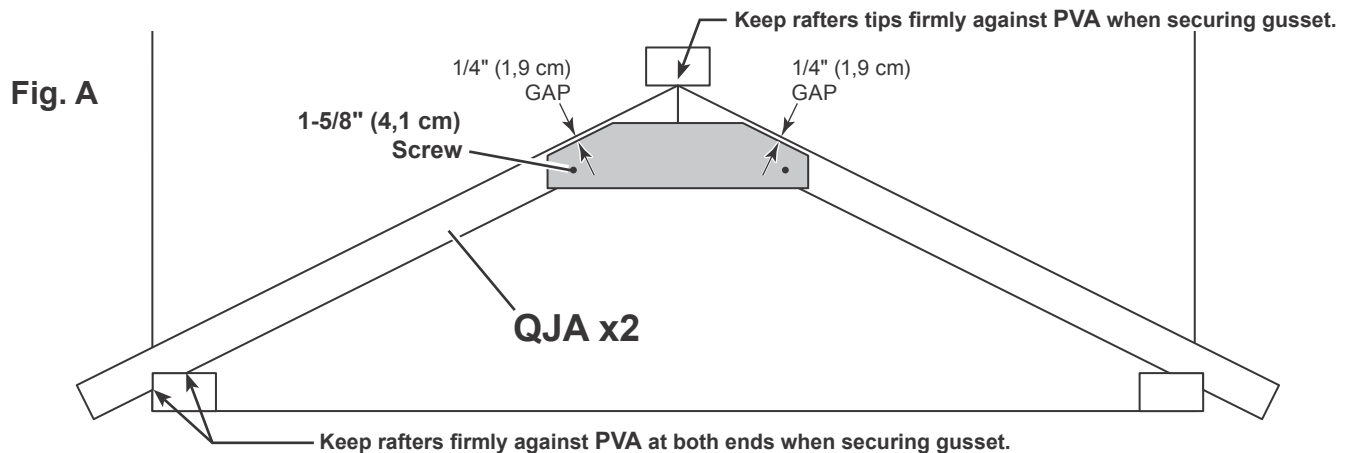 Keep rafters tips firmly against PVA when securing gusset.
Fig. A
1/4" (1,9 cm)
GAP
1/4" (1,9 cm)
GAP
1-5/8" (4,1 cm)
Screw
QJA x2
Keep rafters firmly against PVA at both ends when securing gusset.